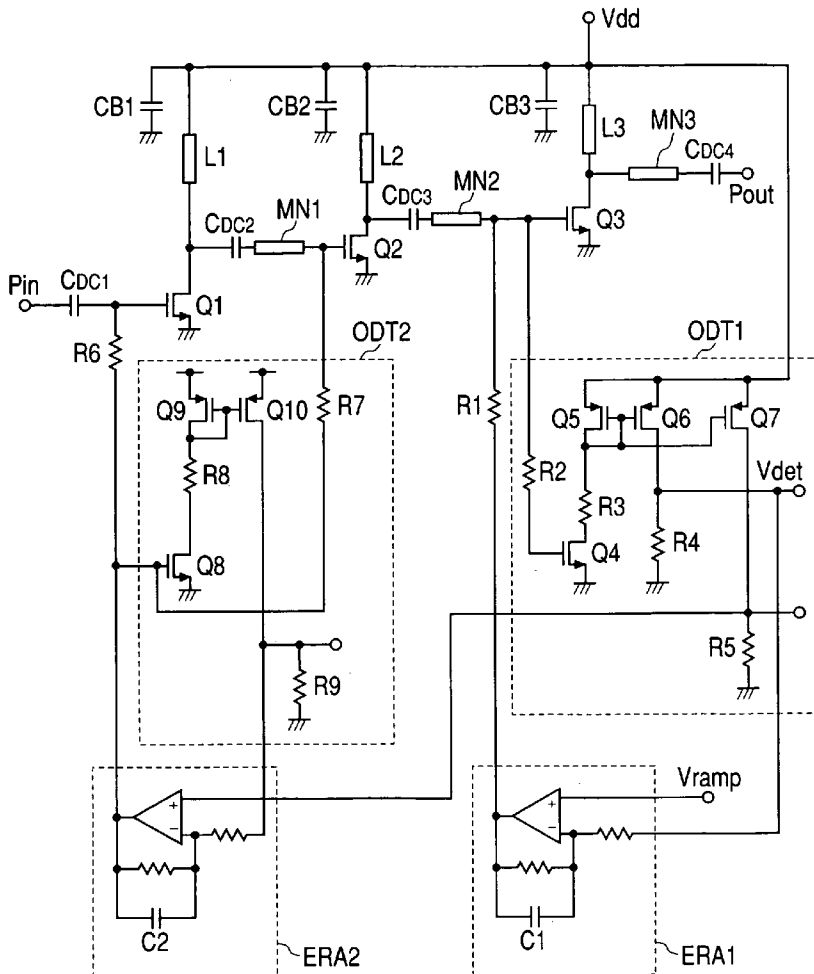 Vdd
CB1
CB2
CB3
L1
L2
L3
MN3
CDC4
Pout
CDC3
MN2
Q3
CDC2
MN1
Q2
Pin
CDC1
Q1
R6
ODT2
ODT1
Q9
Q10
R7
R1
Q5
Q6
Q7
R2
Vdet
R8
R3
R4
Q8
Q4
R5
R9
Vramp
+
−
+
−
C2
C1
ERA2
ERA1